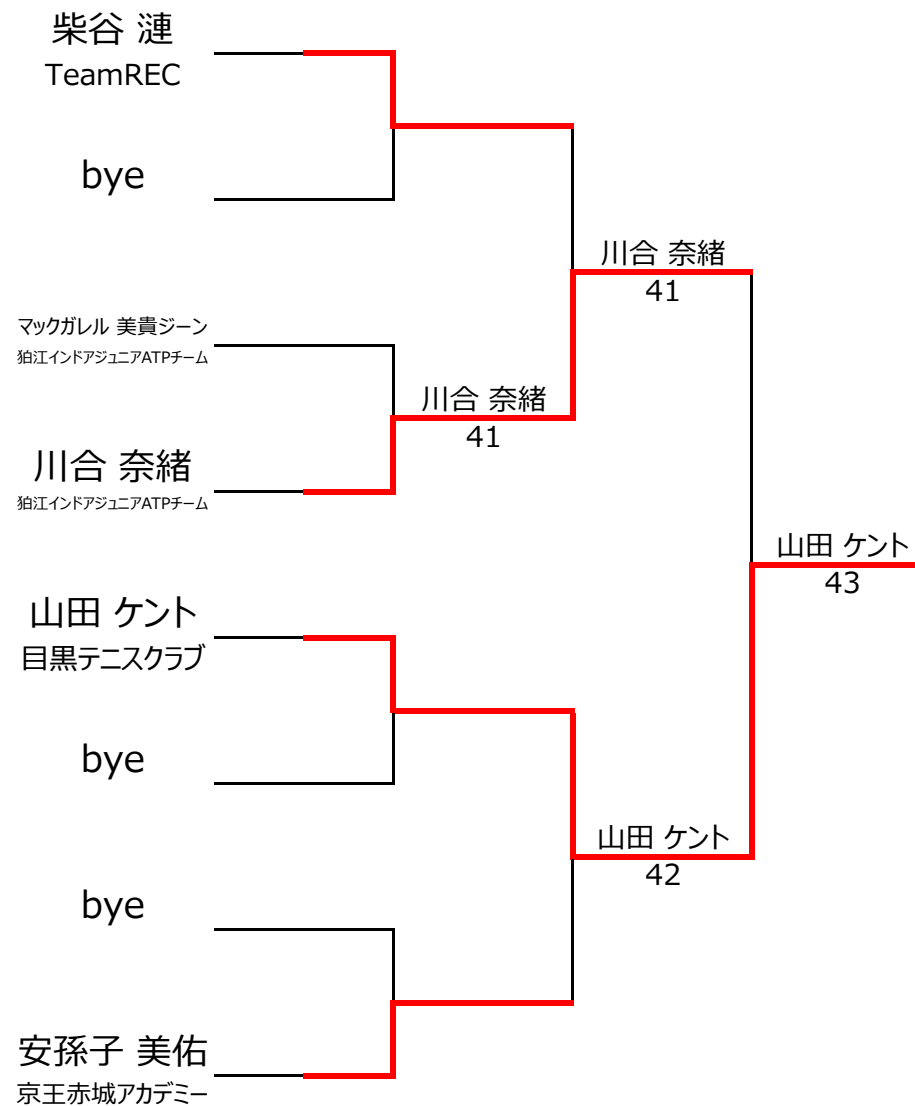 柴谷 漣
TeamREC
bye
川合 奈緒
41
マックガレル 美貴ジーン
狛江インドアジュニアATPチーム
川合 奈緒
41
川合 奈緒
狛江インドアジュニアATPチーム
山田 ケント
43
山田 ケント
目黒テニスクラブ
bye
山田 ケント
42
bye
安孫子 美佑
京王赤城アカデミー